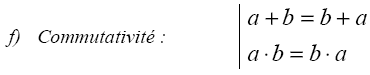 a + b = b + a
f) Commutativité :
a · b = b · a